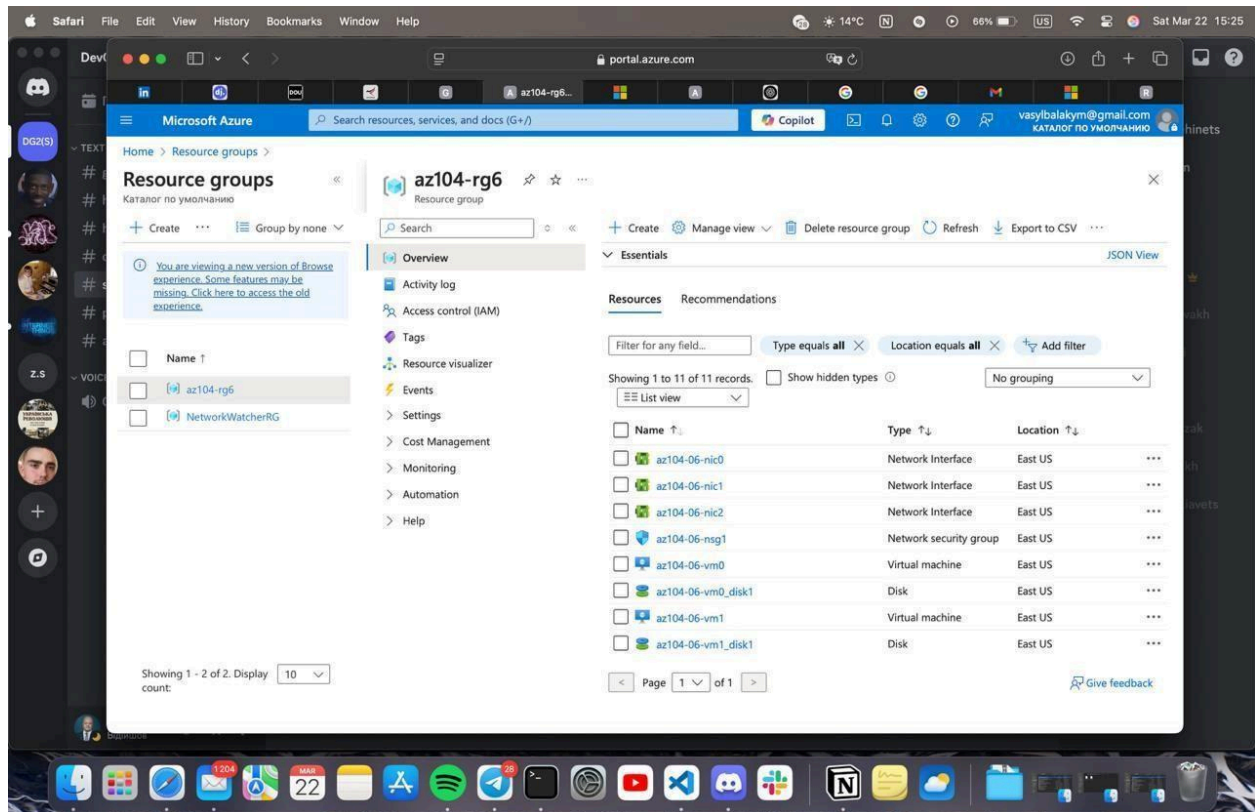 Safari File Edit View History Bookmarks Window Help
28
14°C
66%
US
Sat Mar 22 15:25
portal.azure.com
in
dj.
DOU
G
A az104-rg6...
A
R
Microsoft Azure
Search resources, services, and docs (G+/)
Copilot
vasylbalakym@gmail.com
КАТАЛОГ ПО УМОЛЧАНИЮ
DG2(S)
z.s
hinets
Home > Resource groups >
Resource groups
Каталог по умолчанию
+ Create ... Group by none
You are viewing a new version of Browse
experience. Some features may be
missing. Click here to access the old
experience.
Name ↑
az104-rg6
NetworkWatcherRG
Showing 1 - 2 of 2. Display
count:
10
az104-rg6
Resource group
Search
Overview
Activity log
Access control (IAM)
Tags
Resource visualizer
Events
Settings
Cost Management
Monitoring
Automation
Help
+ Create Manage view Delete resource group Refresh Export to CSV ...
Essentials
JSON View
Resources Recommendations
Filter for any field...
Type equals all
Location equals all
Add filter
Showing 1 to 11 of 11 records.
Show hidden types
No grouping
List view
Name ↑↓ Type ↑↓ Location ↑↓
az104-06-nic0 Network Interface East US ...
az104-06-nic1 Network Interface East US ...
az104-06-nic2 Network Interface East US ...
az104-06-nsg1 Network security group East US ...
az104-06-vm0 Virtual machine East US ...
az104-06-vm0_disk1 Disk East US ...
az104-06-vm1 Virtual machine East US ...
az104-06-vm1_disk1 Disk East US ...
< Page 1 of 1 >
Give feedback
1204
MAR
22
28